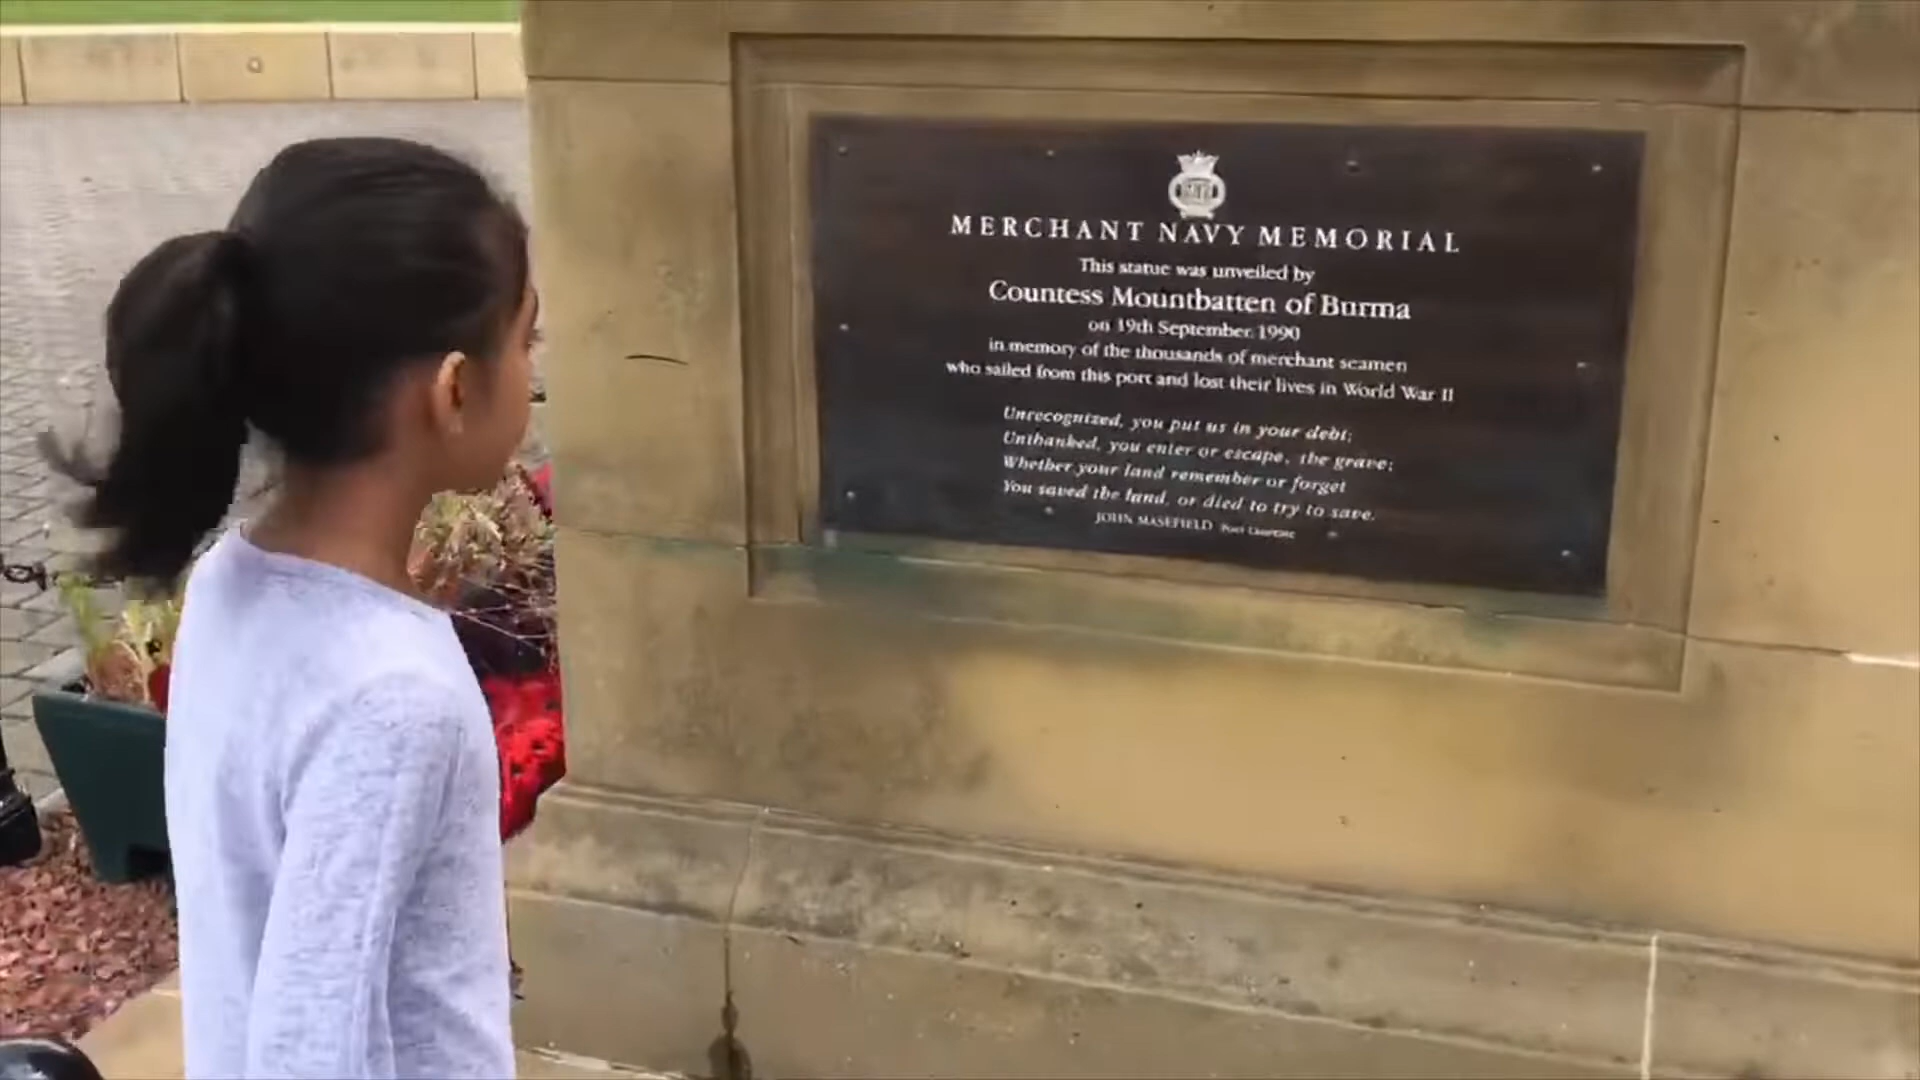 MERCHANT NAVY MEMORIAL
This statue was unveiled by
Countess Mountbatten of Burma
on 19th September, 1990
in memory of the thousands of merchant seamen
who sailed from this port and lost their lives in World War II
Unrecognized, you put us in your debt;
Unthanked, you enter or escape, the grave;
Whether your land remember or forget
You saved the land, or died to try to save.
JOHN MASEFIELD Poet Laureate